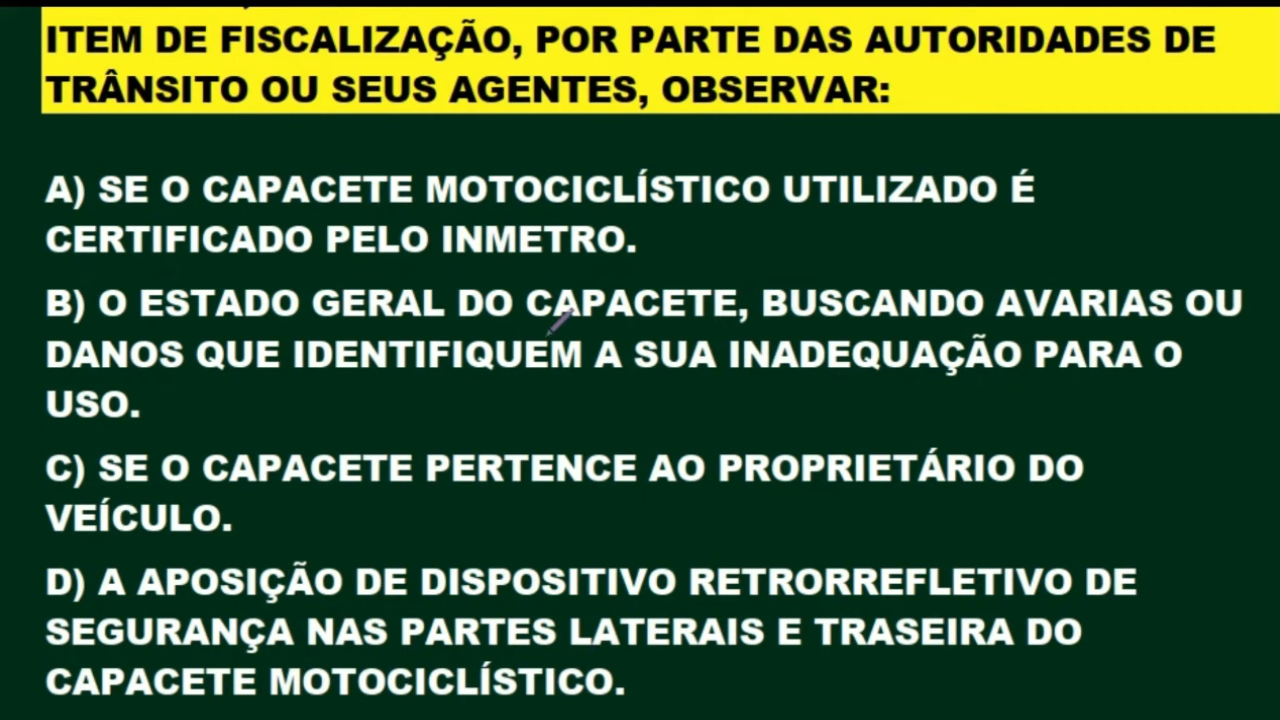 ITEM DE FISCALIZAÇÃO, POR PARTE DAS AUTORIDADES DE
TRÂNSITO OU SEUS AGENTES, OBSERVAR:
A) SE O CAPACETE MOTOCICLÍSTICO UTILIZADO É
CERTIFICADO PELO INMETRO.
B) O ESTADO GERAL DO CAPACETE, BUSCANDO AVARIAS OU
DANOS QUE IDENTIFIQUEM A SUA INADEQUAÇÃO PARA O
USO.
C) SE O CAPACETE PERTENCE AO PROPRIETÁRIO DO
VEÍCULO.
D) A APOSIÇÃO DE DISPOSITIVO RETRORREFLETIVO DE
SEGURANÇA NAS PARTES LATERAIS E TRASEIRA DO
CAPACETE MOTOCICLÍSTICO.